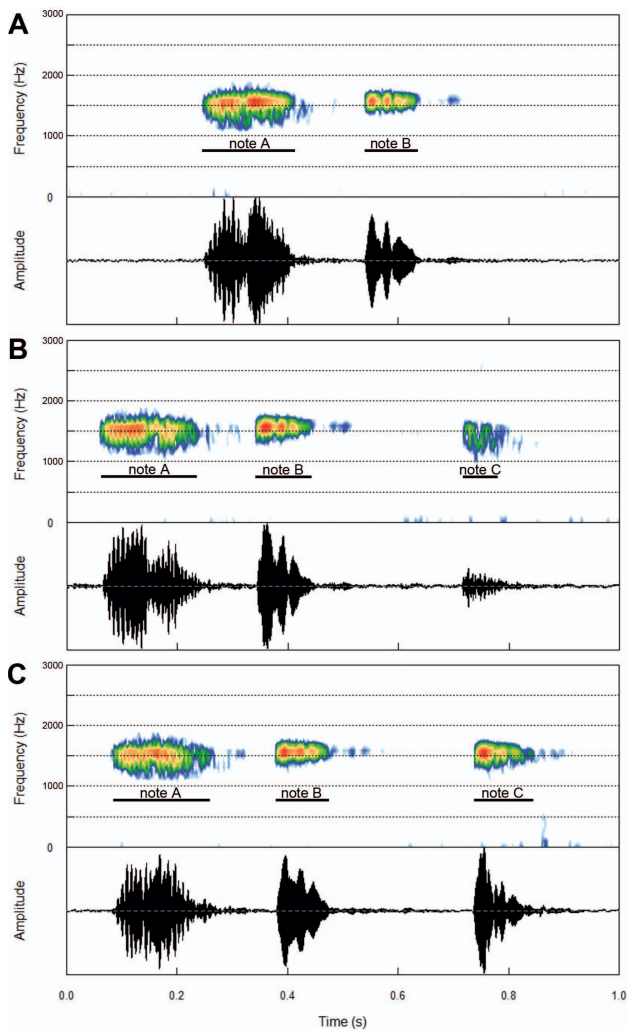 A
3000
2000
1000
0
Frequency (Hz)
note A note B
Amplitude
B
3000
2000
1000
0
Frequency (Hz)
note A note B note C
Amplitude
C
3000
2000
1000
0
Frequency (Hz)
note A note B note C
Amplitude
0.0 0.2 0.4 0.6 0.8 1.0
Time (s)